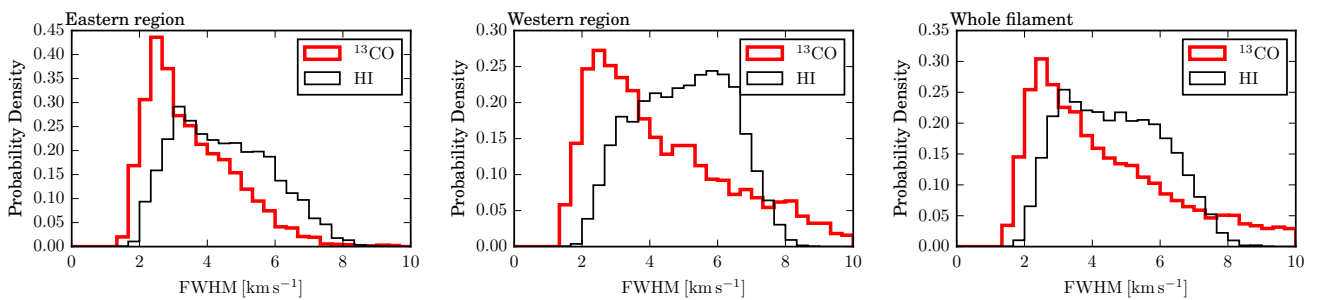 Eastern region
Probability Density
0.45
0.40
0.35
0.30
0.25
0.20
0.15
0.10
0.05
0.00
¹³CO
HI
0 2 4 6 8 10
FWHM [km s⁻¹]
Western region
Probability Density
0.30
0.25
0.20
0.15
0.10
0.05
0.00
¹³CO
HI
0 2 4 6 8 10
FWHM [km s⁻¹]
Whole filament
Probability Density
0.35
0.30
0.25
0.20
0.15
0.10
0.05
0.00
¹³CO
HI
0 2 4 6 8 10
FWHM [km s⁻¹]